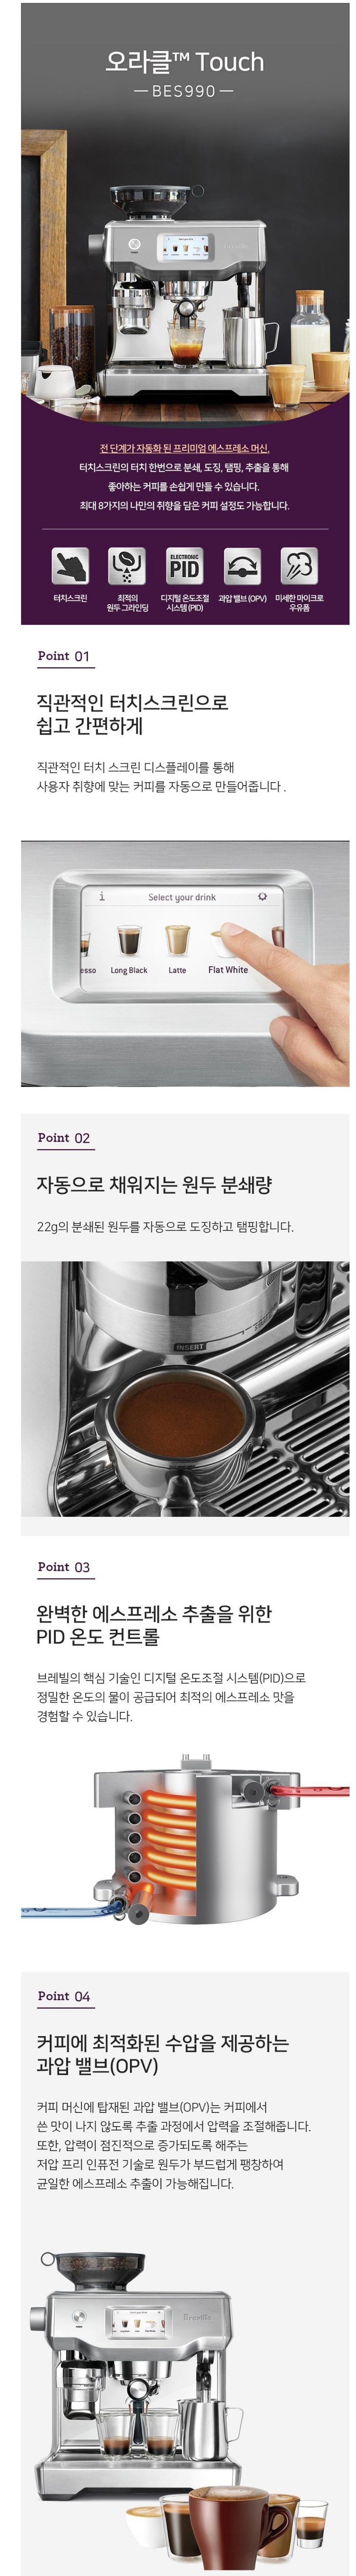 오라클™ Touch
BES990
Select your drink
전 단계가 자동화 된 프리미엄 에스프레소 머신.
터치스크린의 터치 한번으로 분쇄, 도징, 탬핑, 추출을 통해
좋아하는 커피를 손쉽게 만들 수 있습니다.
최대 8가지의 나만의 취향을 담은 커피 설정도 가능합니다.
ELECTRONIC
PID
터치스크린
최적의
원두 그라인딩
디지털 온도조절
시스템(PID)
과압 밸브(OPV)
미세한 마이크로
우유폼
Point 01
직관적인 터치스크린으로
쉽고 간편하게
직관적인 터치 스크린 디스플레이를 통해
사용자 취향에 맞는 커피를 자동으로 만들어줍니다 .
i Select your drink
esso Long Black Latte Flat White
Point 02
자동으로 채워지는 원두 분쇄량
22g의 분쇄된 원두를 자동으로 도징하고 탬핑합니다.
INSERT
Point 03
완벽한 에스프레소 추출을 위한
PID 온도 컨트롤
브레빌의 핵심 기술인 디지털 온도조절 시스템(PID)으로
정밀한 온도의 물이 공급되어 최적의 에스프레소 맛을
경험할 수 있습니다.
Point 04
커피에 최적화된 수압을 제공하는
과압 밸브(OPV)
커피 머신에 탑재된 과압 밸브(OPV)는 커피에서
쓴 맛이 나지 않도록 추출 과정에서 압력을 조절해줍니다.
또한, 압력이 점진적으로 증가되도록 해주는
저압 프리 인퓨전 기술로 원두가 부드럽게 팽창하여
균일한 에스프레소 추출이 가능해집니다.
Breville